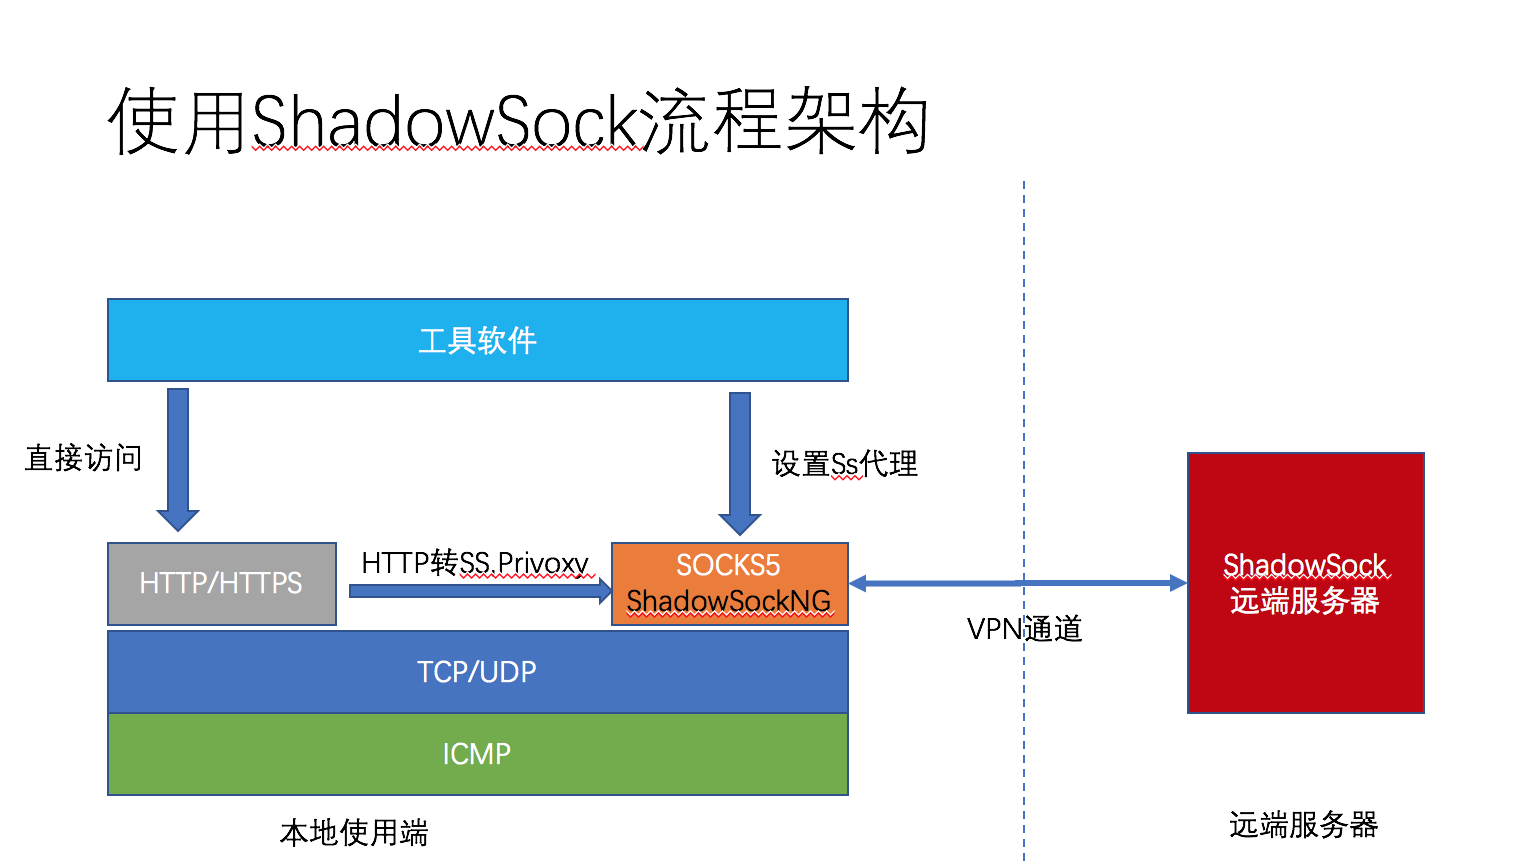 使用ShadowSock流程架构
工具软件
直接访问
设置Ss代理
HTTP/HTTPS
HTTP转SS,Privoxy
SOCKS5
ShadowSockNG
VPN通道
ShadowSock
远端服务器
TCP/UDP
ICMP
本地使用端
远端服务器